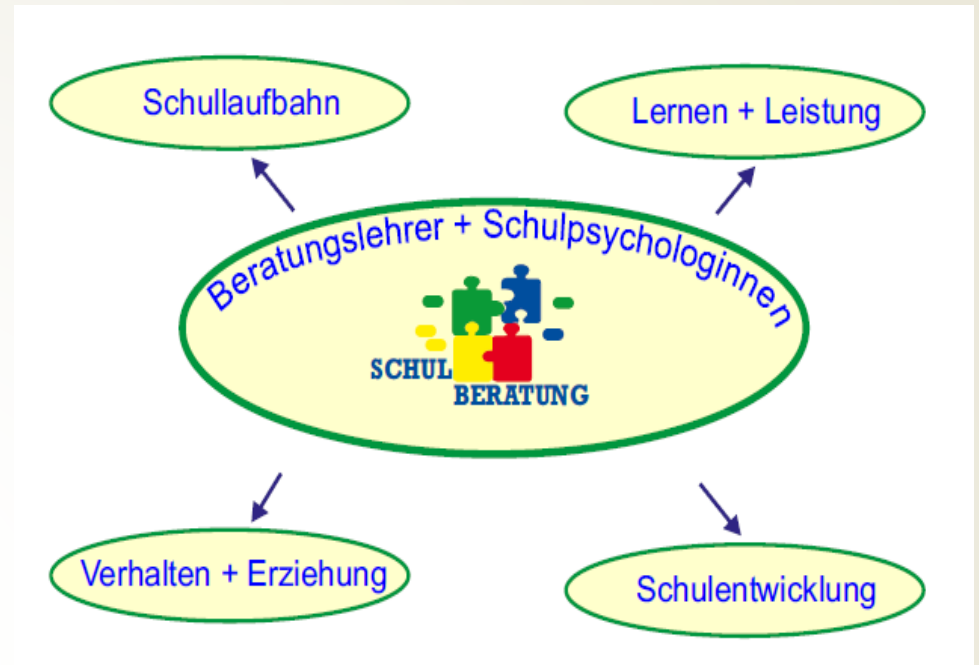 Schullaufbahn
Lernen + Leistung
Beratungslehrer + Schulpsychologinnen
SCHUL
BERATUNG
Verhalten + Erziehung
Schulentwicklung